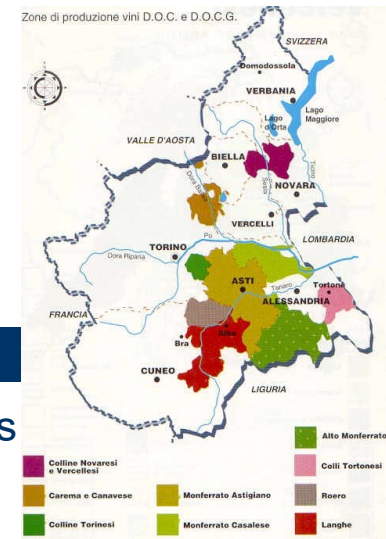 Zone di produzione vini D.O.C. e D.O.C.G.
SVIZZERA
Domodossola
VERBANIA
Lago
Maggiore
Lago
d'Orta
VALLE D'AOSTA
BIELLA
Dora Baltea
Sesia
Ticino
NOVARA
VERCELLI
LOMBARDIA
Po
TORINO
Dora Riparia
ASTI
Tanaro
Tortona
ALESSANDRIA
FRANCIA
Alba
Bra
CUNEO
LIGURIA
S
Alto Monferrato
Colline Novaresi
e Vercellesi
Colli Tortonesi
Carema e Canavese
Monferrato Astigiano
Roero
Colline Torinesi
Monferrato Casalese
Langhe